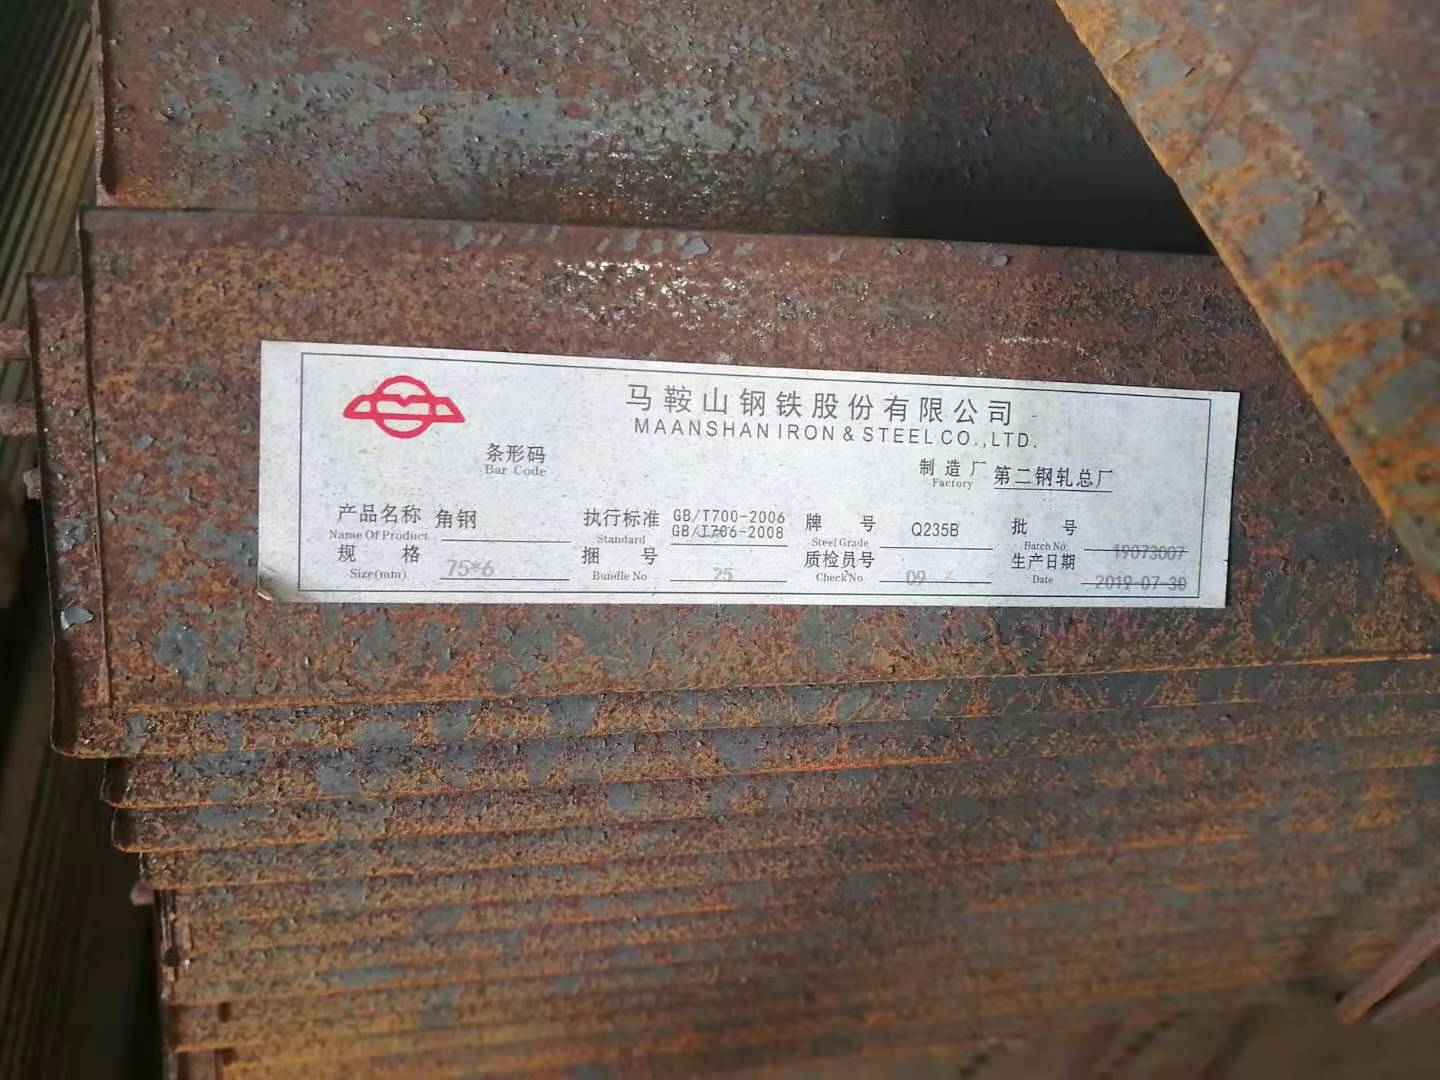 马鞍山钢铁股份有限公司
MAANSHAN IRON & STEEL CO., LTD.
条形码
Bar Code
制造厂 第二钢轧总厂
Factory
产品名称 角钢
Name Of Product
执行标准 GB/T700-2006
GB/T706-2008
Standard
牌 号 Q235B
Steel Grade
批 号 19073007
Batch No
规 格 75*6
Size(mm)
捆 号 25
Bundle No
质检员号 09
Check No
生产日期 2019-07-30
Date